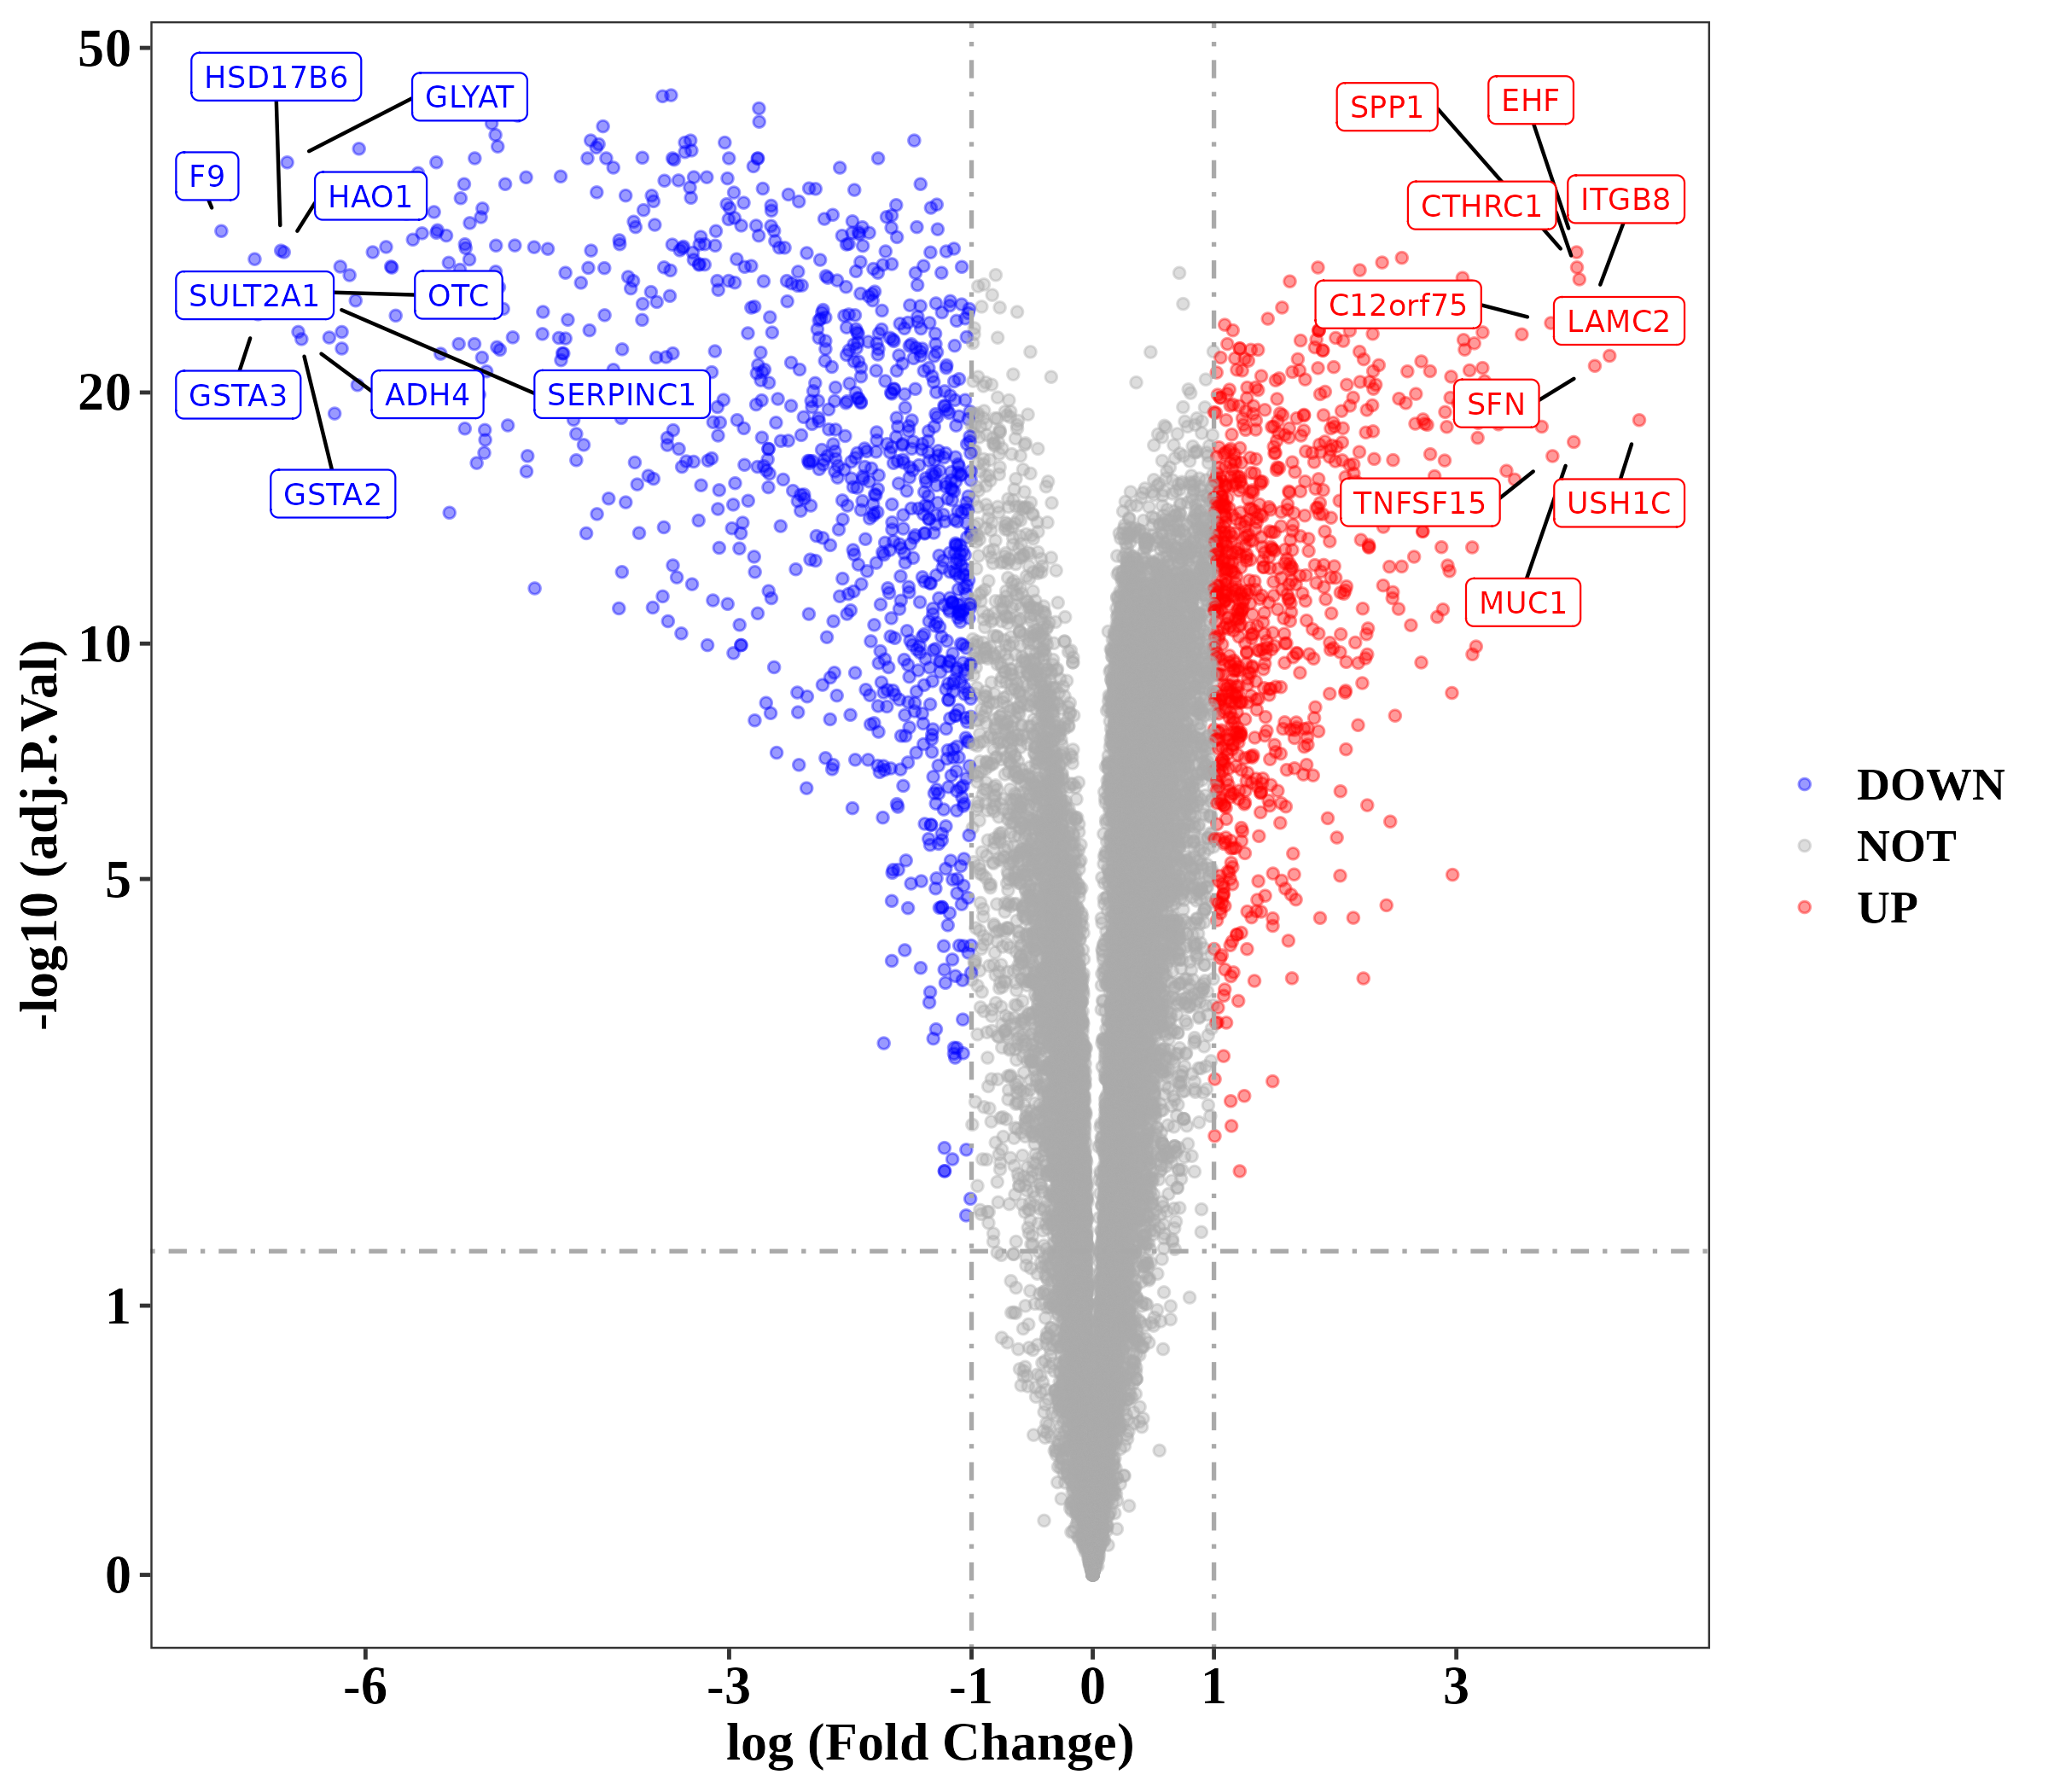 50
20
10
5
1
0
-log10 (adj.P.Val)
HSD17B6
GLYAT
F9
HAO1
SULT2A1
OTC
GSTA3
ADH4
SERPINC1
GSTA2
SPP1
EHF
CTHRC1
ITGB8
C12orf75
LAMC2
SFN
TNFSF15
USH1C
MUC1
DOWN
NOT
UP
-6
-3
-1
0
1
3
log (Fold Change)